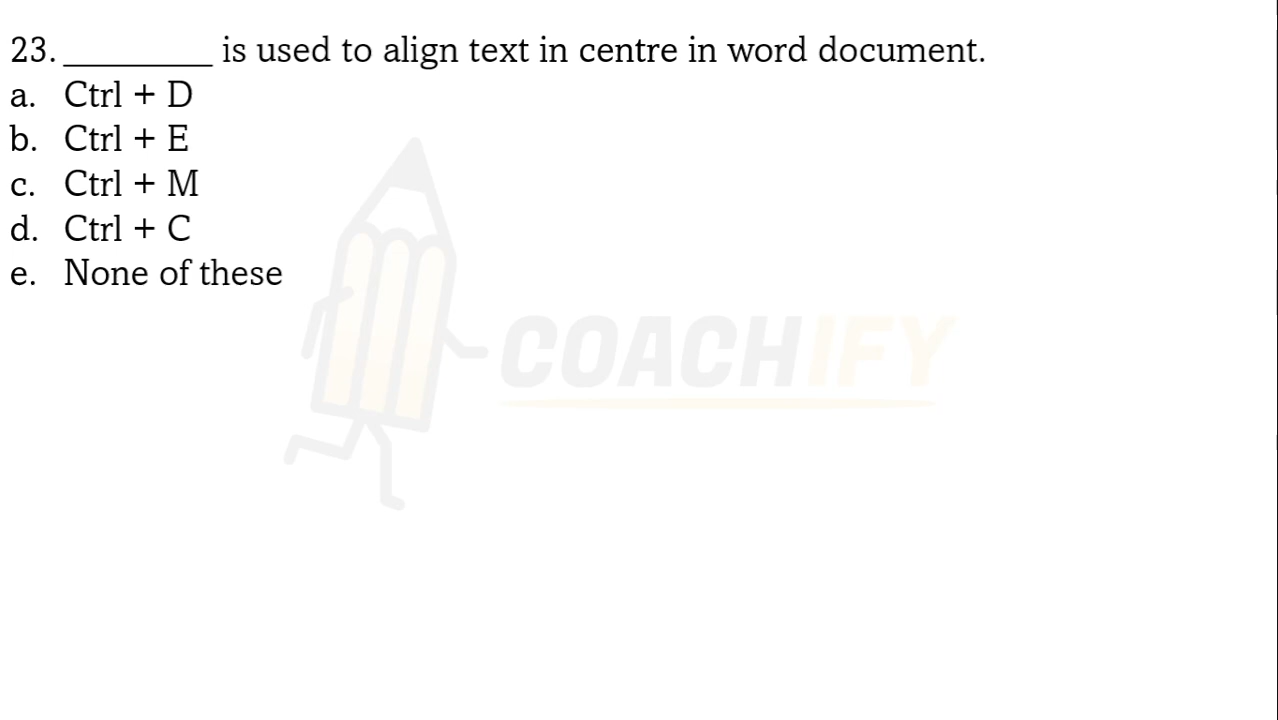 23.________ is used to align text in centre in word document.
a. Ctrl + D
b. Ctrl + E
c. Ctrl + M
d. Ctrl + C
e. None of these
COACHIFY